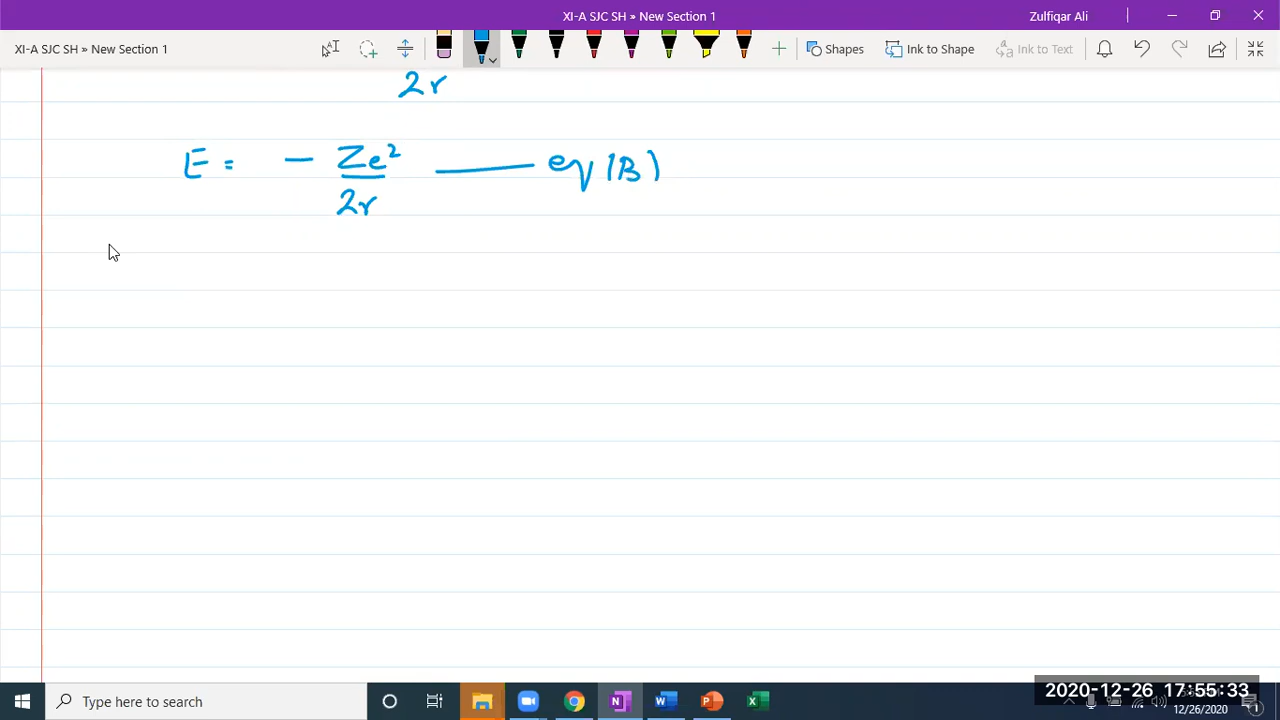 XI-A SJC SH » New Section 1
Zulfiqar Ali
XI-A SJC SH » New Section 1
Shapes
Ink to Shape
Ink to Text
2r
E = - Ze²
2r
eq (B)
Type here to search
2020-12-26 17:55:33
12/26/2020